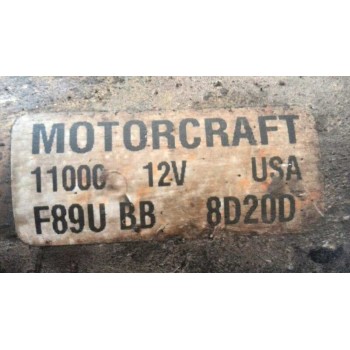 MOTORCRAFT
11000 12V USA
F89U BB 8D20D